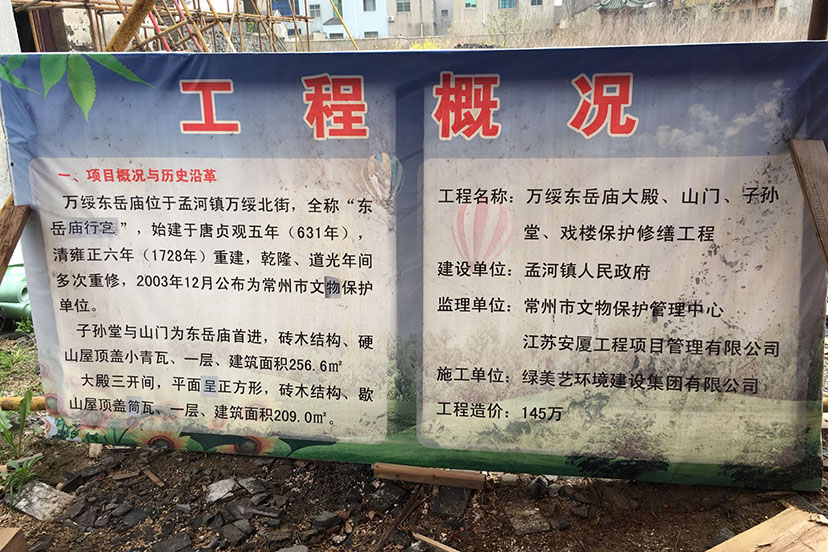 工程概况
一、项目概况与历史沿革
万绥东岳庙位于孟河镇万绥北街，全称“东
岳庙行宫”，始建于唐贞观五年（631年），
清雍正六年（1728年）重建，乾隆、道光年间
多次重修，2003年12月公布为常州市文物保护
单位。
子孙堂与山门为东岳庙首进，砖木结构、硬
山屋顶盖小青瓦、一层、建筑面积256.6㎡
大殿三开间，平面呈正方形，砖木结构、歇
山屋顶盖筒瓦、一层、建筑面积209.0㎡。
工程名称：万绥东岳庙大殿、山门、子孙
堂、戏楼保护修缮工程
建设单位：孟河镇人民政府
监理单位：常州市文物保护管理中心
江苏安厦工程项目管理有限公司
施工单位：绿美艺环境建设集团有限公司
工程造价：145万